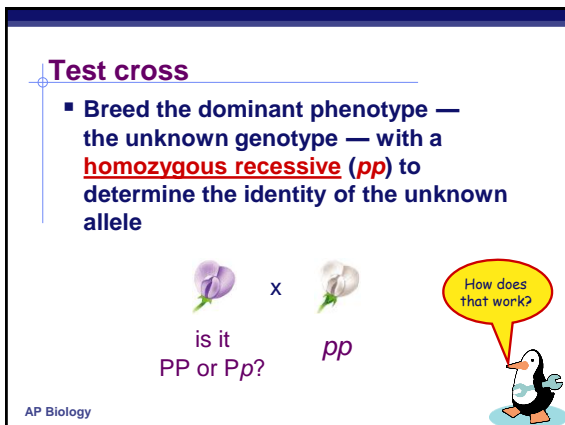 Test cross
▪ Breed the dominant phenotype —
the unknown genotype — with a
homozygous recessive (pp) to
determine the identity of the unknown
allele
x
How does
that work?
is it
PP or Pp?
pp
AP Biology